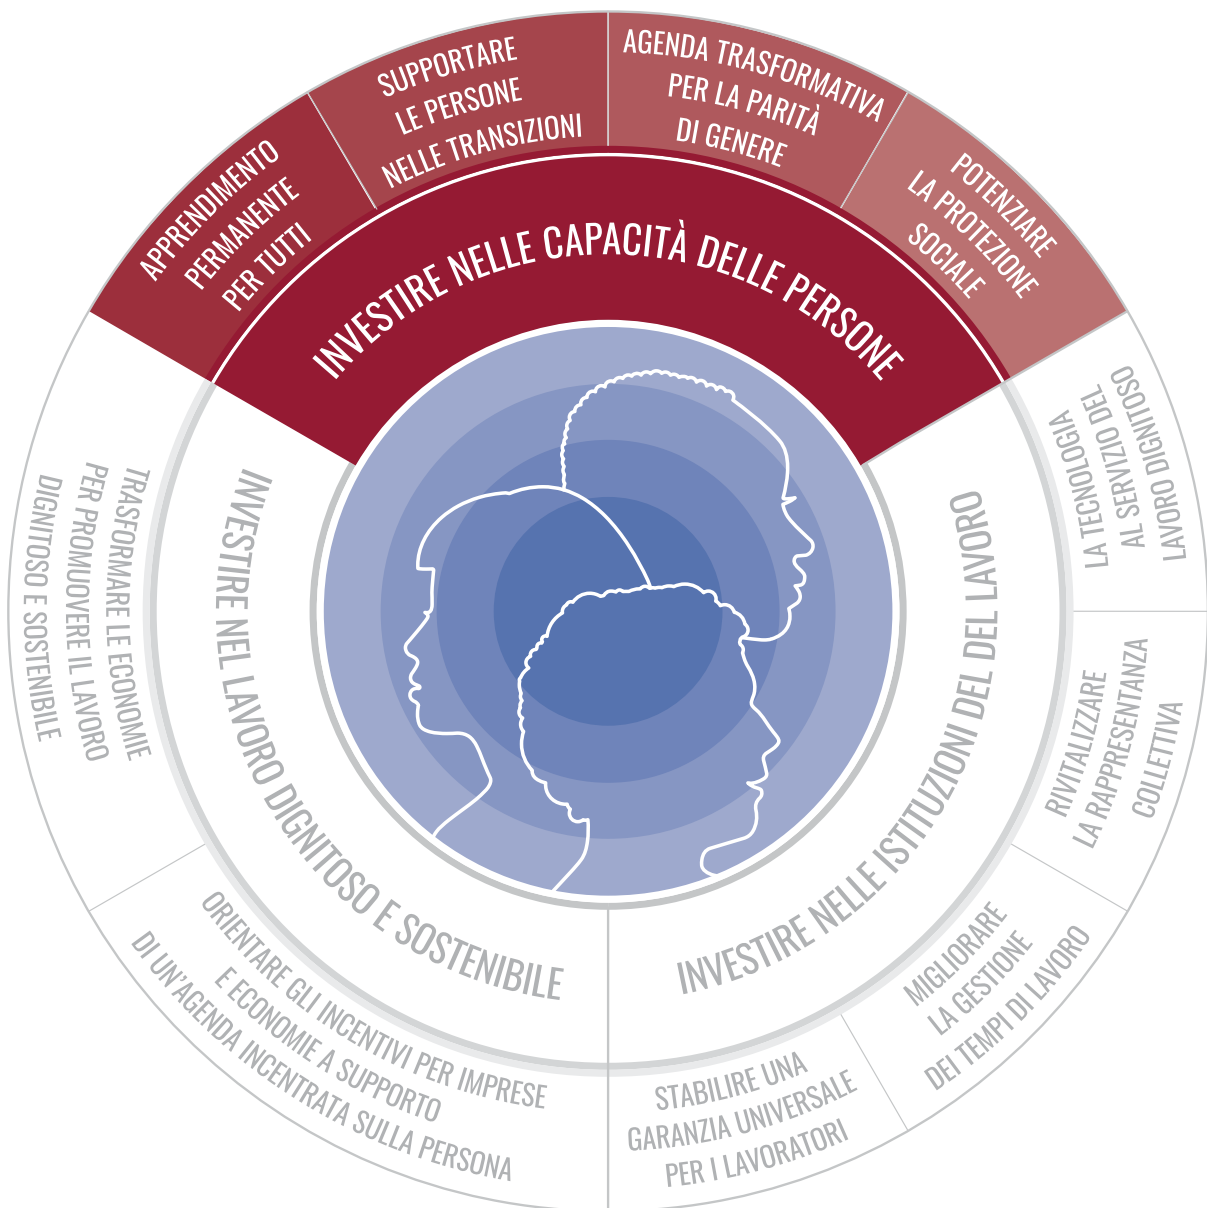 APPRENDIMENTO
PERMANENTE
PER TUTTI
SUPPORTARE
LE PERSONE
NELLE TRANSIZIONI
AGENDA TRASFORMATIVA
PER LA PARITÀ
DI GENERE
POTENZIARE
LA PROTEZIONE
SOCIALE
INVESTIRE NELLE CAPACITÀ DELLE PERSONE
LA TECNOLOGIA
AL SERVIZIO DEL
LAVORO DIGNITOSO
RIVITALIZZARE
LA RAPPRESENTANZA
COLLETTIVA
MIGLIORARE
LA GESTIONE
DEI TEMPI DI LAVORO
STABILIRE UNA
GARANZIA UNIVERSALE
PER I LAVORATORI
INVESTIRE NELLE ISTITUZIONI DEL DEL LAVORO
TRASFORMARE LE ECONOMIE
PER PROMUOVERE IL LAVORO
DIGNITOSO E SOSTENIBILE
ORIENTARE GLI INCENTIVI PER IMPRESE
E ECONOMIE A SUPPORTO
DI UN'AGENDA INCENTRATA SULLA PERSONA
INVESTIRE NEL LAVORO DIGNITOSO E SOSTENIBILE